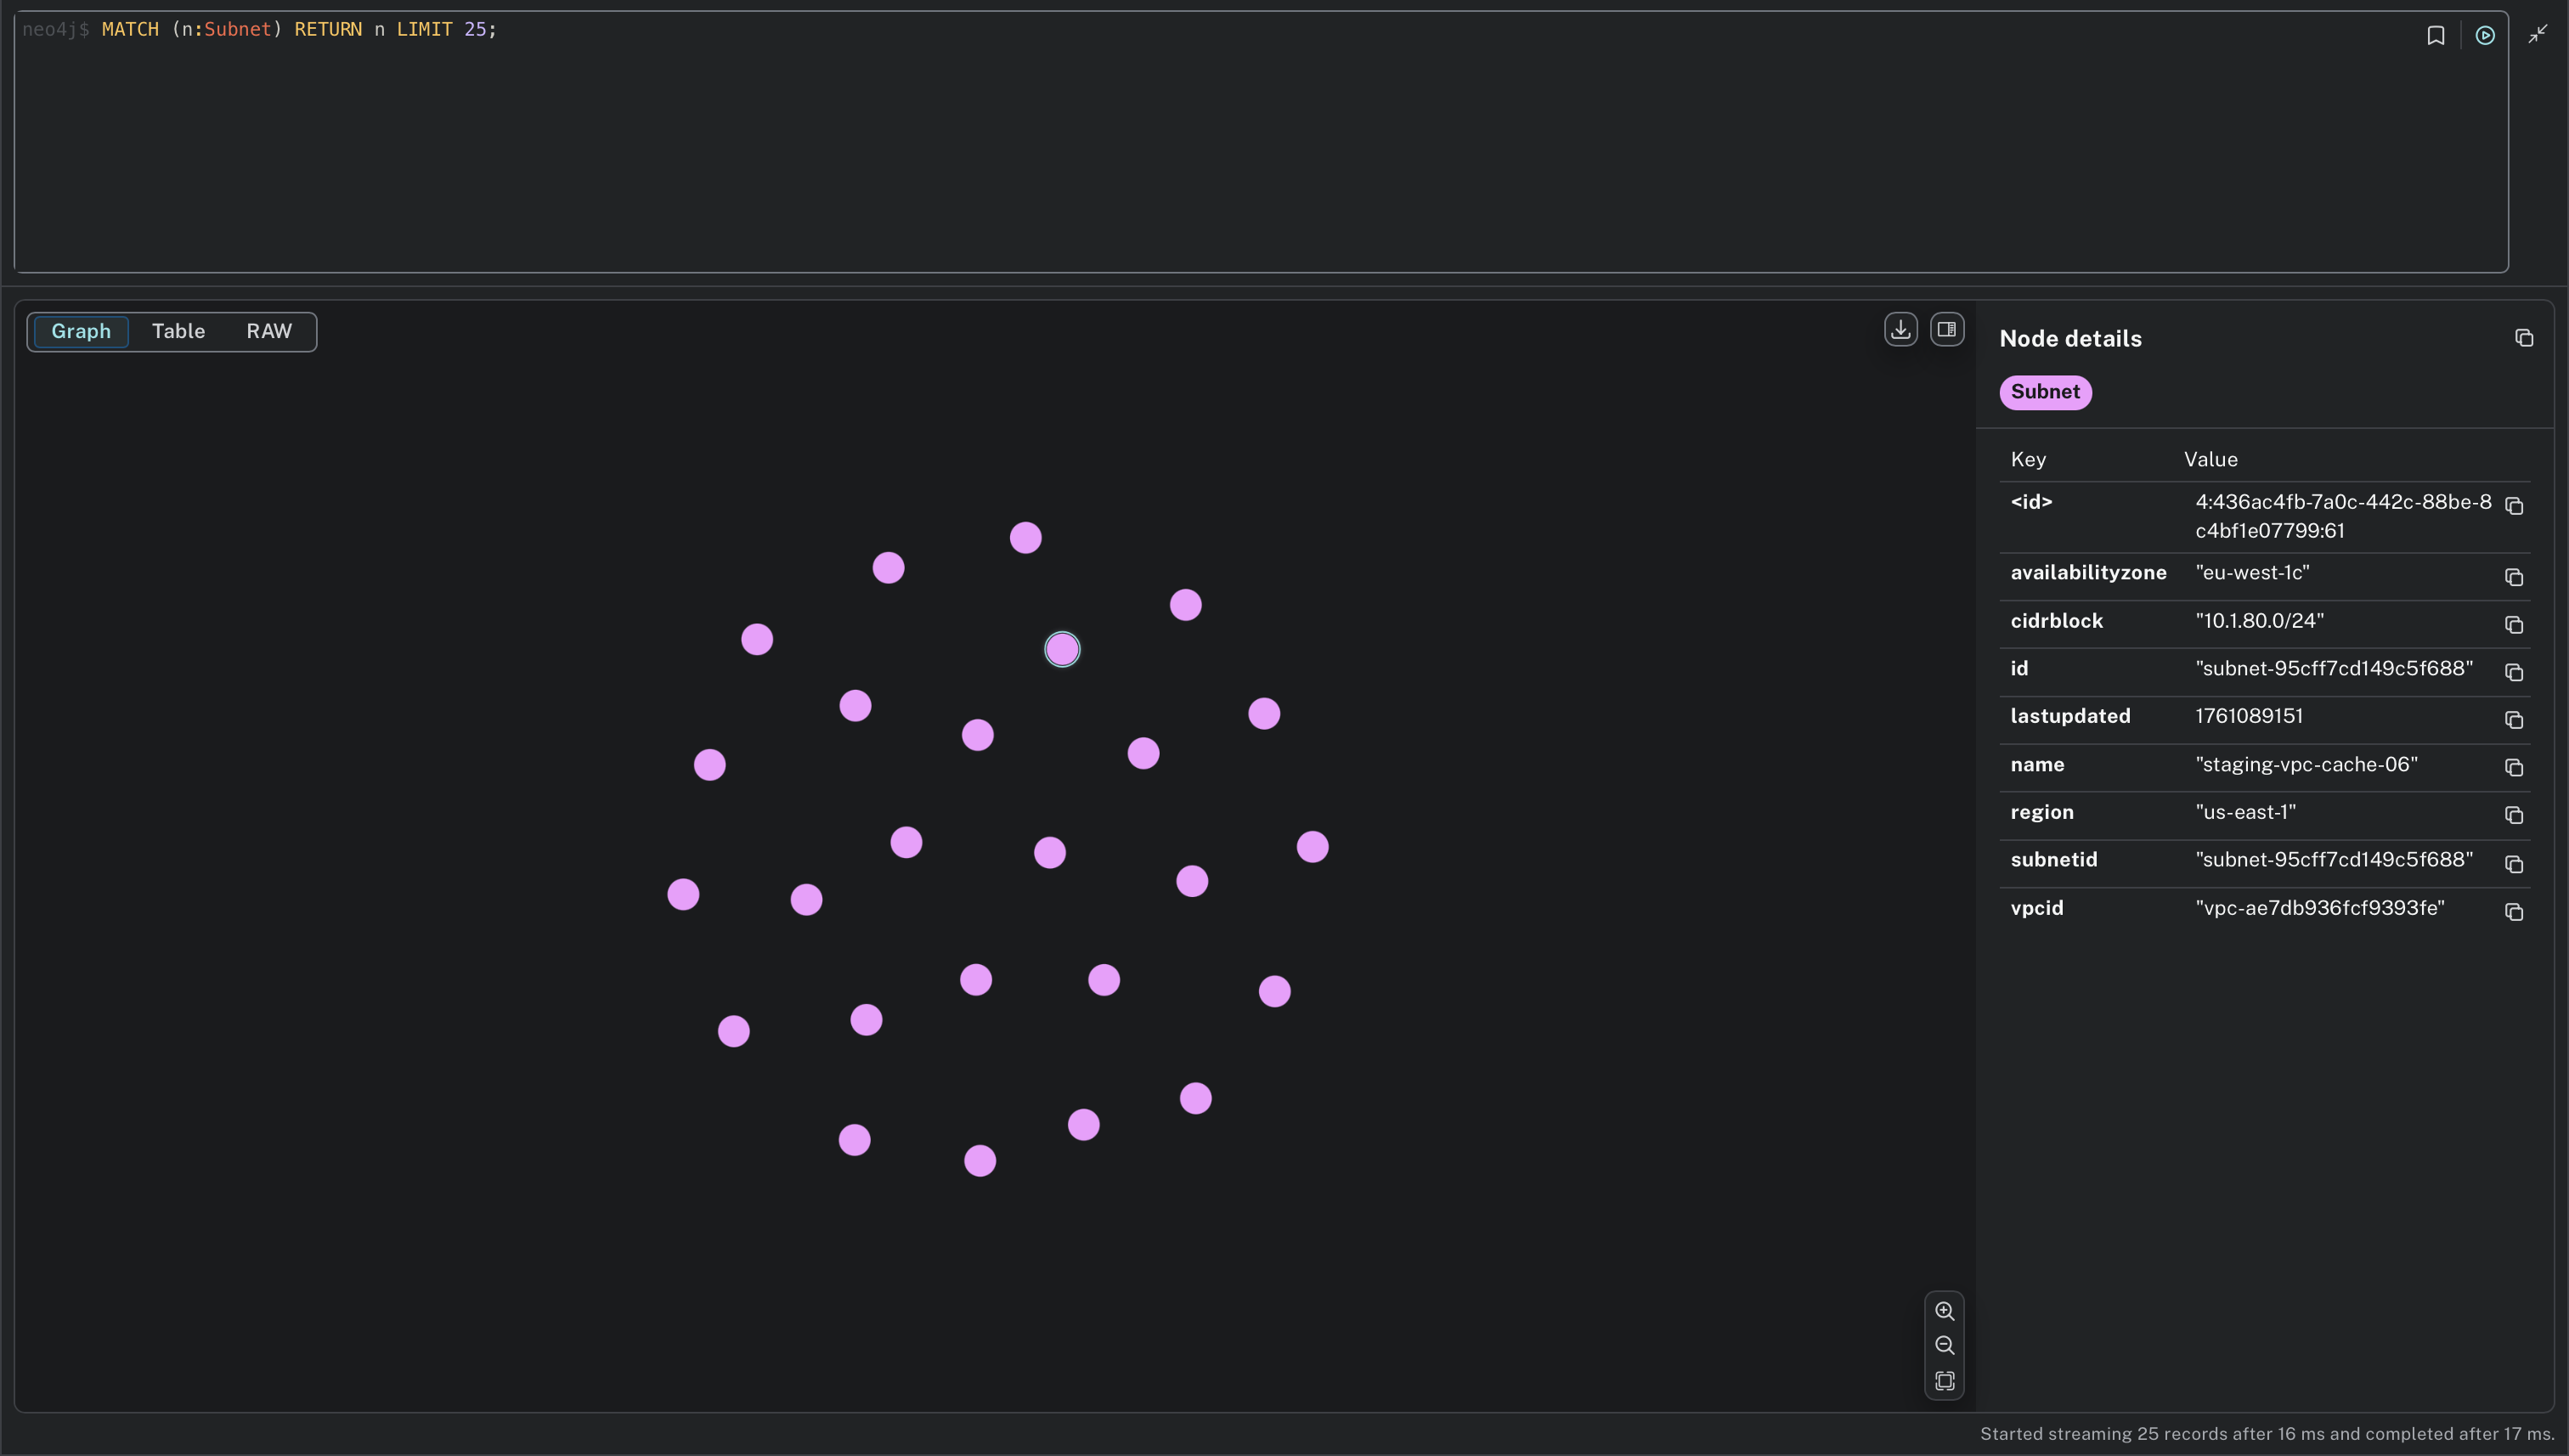 neo4j$ MATCH (n:Subnet) RETURN n LIMIT 25;
Graph Table RAW
Node details
Subnet
Key Value
<id> 4:436ac4fb-7a0c-442c-88be-8
c4bf1e07799:61
availabilityzone "eu-west-1c"
cidrblock "10.1.80.0/24"
id "subnet-95cff7cd149c5f688"
lastupdated 1761089151
name "staging-vpc-cache-06"
region "us-east-1"
subnetid "subnet-95cff7cd149c5f688"
vpcid "vpc-ae7db936fcf9393fe"
Started streaming 25 records after 16 ms and completed after 17 ms.